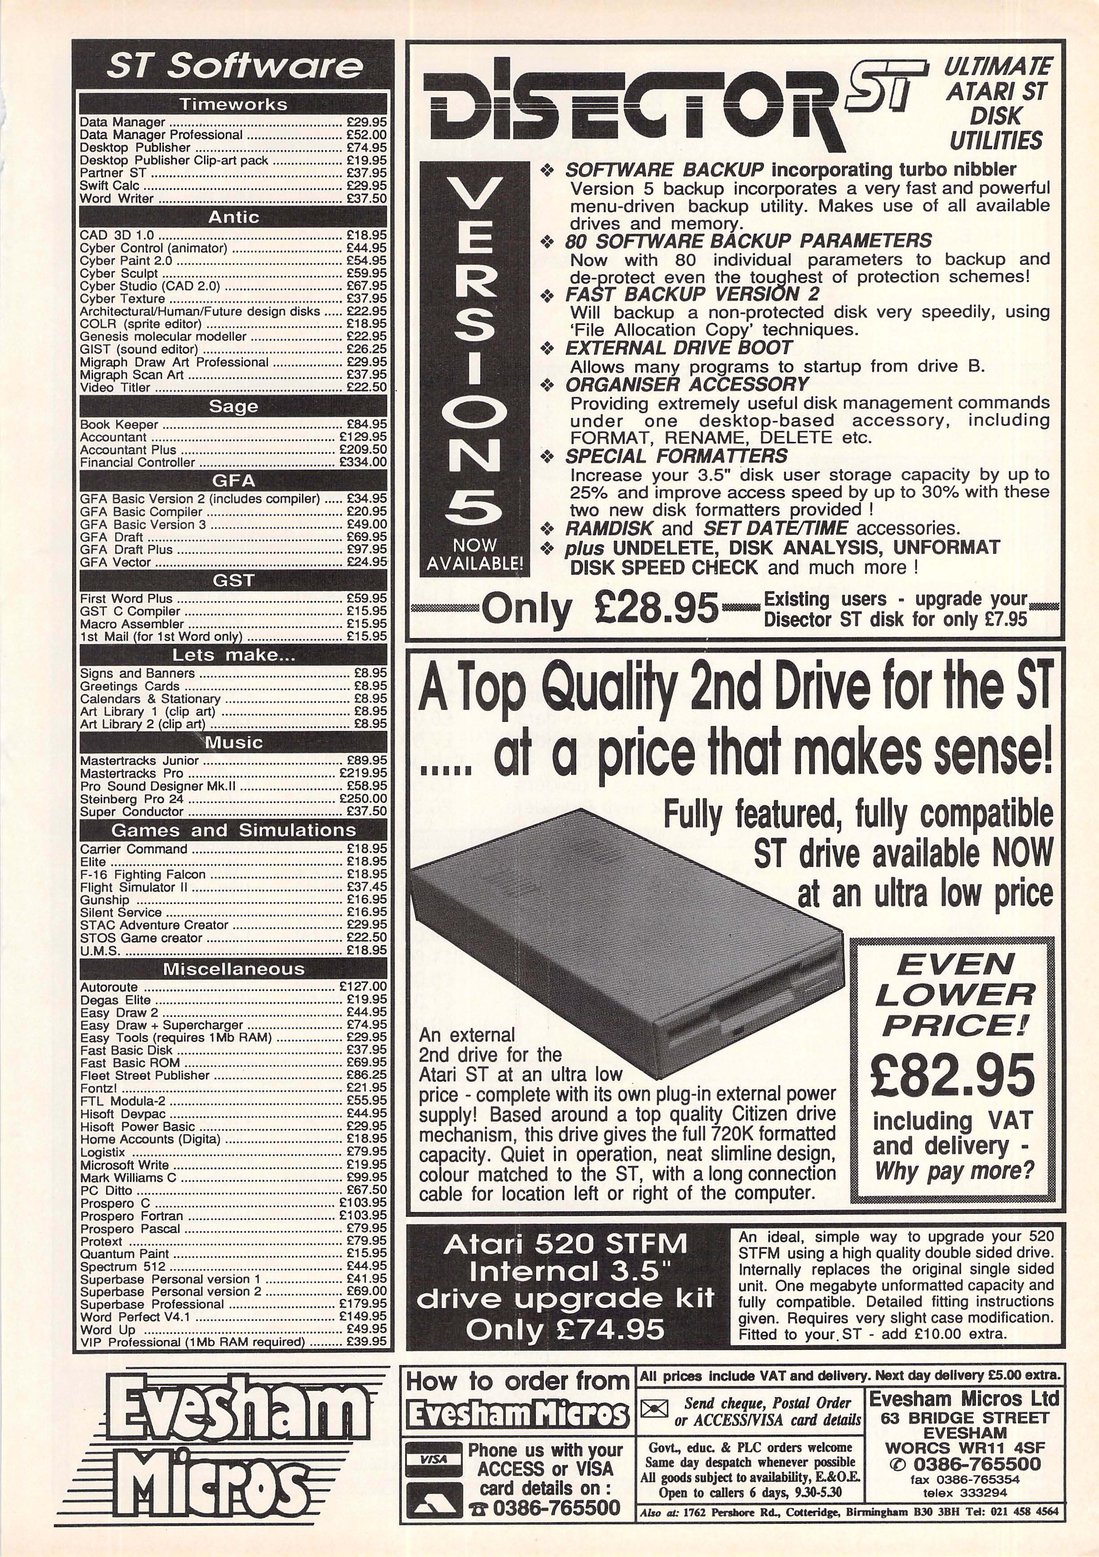 ST Software
Timeworks
Data Manager £29.95
Data Manager Professional £52.00
Desktop Publisher £74.95
Desktop Publisher Clip-art pack £19.95
Partner ST £37.95
Swift Calc £29.95
Word Writer £37.50
Antic
CAD 3D 1.0 £18.95
Cyber Control (animator) £44.95
Cyber Paint 2.0 £54.95
Cyber Sculpt £59.95
Cyber Studio (CAD 2.0) £67.95
Cyber Texture £37.95
Architectural/Human/Future design disks ..... £22.95
COLR (sprite editor) £18.95
Genesis molecular modeller £22.95
GIST (sound editor) £26.25
Migraph Draw Art Professional £29.95
Migraph Scan Art £37.95
Video Titler £22.50
Sage
Book Keeper £84.95
Accountant £129.95
Accountant Plus £209.50
Financial Controller £334.00
GFA
GFA Basic Version 2 (includes compiler) ..... £34.95
GFA Basic Compiler £20.95
GFA Basic Version 3 £49.00
GFA Draft £69.95
GFA Draft Plus £97.95
GFA Vector £24.95
GST
First Word Plus £59.95
GST C Compiler £15.95
Macro Assembler £15.95
1st Mail (for 1st Word only) £15.95
Lets make...
Signs and Banners £8.95
Greetings Cards £8.95
Calendars & Stationary £8.95
Art Library 1 (clip art) £8.95
Art Library 2 (clip art) £8.95
Music
Mastertracks Junior £89.95
Mastertracks Pro £219.95
Pro Sound Designer Mk.II £58.95
Steinberg Pro 24 £250.00
Super Conductor £37.50
Games and Simulations
Carrier Command £18.95
Elite £18.95
F-16 Fighting Falcon £18.95
Flight Simulator II £37.45
Gunship £16.95
Silent Service £16.95
STAC Adventure Creator £29.95
STOS Game creator £22.50
U.M.S. £18.95
Miscellaneous
Autoroute £127.00
Degas Elite £19.95
Easy Draw 2 £44.95
Easy Draw + Supercharger £74.95
Easy Tools (requires 1Mb RAM) £29.95
Fast Basic Disk £37.95
Fast Basic ROM £69.95
Fleet Street Publisher £86.25
Fontz! £21.95
FTL Modula-2 £55.95
Hisoft Devpac £44.95
Hisoft Power Basic £29.95
Home Accounts (Digita) £18.95
Logistix £79.95
Microsoft Write £19.95
Mark Williams C £99.95
PC Ditto £67.50
Prospero C £103.95
Prospero Fortran £103.95
Prospero Pascal £79.95
Protext £79.95
Quantum Paint £15.95
Spectrum 512 £44.95
Superbase Personal version 1 £41.95
Superbase Personal version 2 £69.00
Superbase Professional £179.95
Word Perfect V4.1 £149.95
Word Up £49.95
VIP Professional (1Mb RAM required) ......... £39.95
Evesham
Micros
DISECTOR ST
ULTIMATE
ATARI ST
DISK
UTILITIES
VERSION 5
NOW
AVAILABLE!
❖ SOFTWARE BACKUP incorporating turbo nibbler
Version 5 backup incorporates a very fast and powerful
menu-driven backup utility. Makes use of all available
drives and memory.
❖ 80 SOFTWARE BACKUP PARAMETERS
Now with 80 individual parameters to backup and
de-protect even the toughest of protection schemes!
❖ FAST BACKUP VERSION 2
Will backup a non-protected disk very speedily, using
'File Allocation Copy' techniques.
❖ EXTERNAL DRIVE BOOT
Allows many programs to startup from drive B.
❖ ORGANISER ACCESSORY
Providing extremely useful disk management commands
under one desktop-based accessory, including
FORMAT, RENAME, DELETE etc.
❖ SPECIAL FORMATTERS
Increase your 3.5" disk user storage capacity by up to
25% and improve access speed by up to 30% with these
two new disk formatters provided !
❖ RAMDISK and SET DATE/TIME accessories.
❖ plus UNDELETE, DISK ANALYSIS, UNFORMAT
DISK SPEED CHECK and much more !
Only £28.95
Existing users - upgrade your
Disector ST disk for only £7.95
A Top Quality 2nd Drive for the ST
..... at a price that makes sense!
Fully featured, fully compatible
ST drive available NOW
at an ultra low price
An external
2nd drive for the
Atari ST at an ultra low
price - complete with its own plug-in external power
supply! Based around a top quality Citizen drive
mechanism, this drive gives the full 720K formatted
capacity. Quiet in operation, neat slimline design,
colour matched to the ST, with a long connection
cable for location left or right of the computer.
EVEN
LOWER
PRICE!
£82.95
including VAT
and delivery -
Why pay more?
Atari 520 STFM
Internal 3.5"
drive upgrade kit
Only £74.95
An ideal, simple way to upgrade your 520
STFM using a high quality double sided drive.
Internally replaces the original single sided
unit. One megabyte unformatted capacity and
fully compatible. Detailed fitting instructions
given. Requires very slight case modification.
Fitted to your ST - add £10.00 extra.
How to order from
Evesham Micros
VISA
Phone us with your
ACCESS or VISA
card details on :
☎ 0386-765500
All prices include VAT and delivery. Next day delivery £5.00 extra.
Send cheque, Postal Order
or ACCESS/VISA card details
Govt., educ. & PLC orders welcome
Same day despatch whenever possible
All goods subject to availability, E.&O.E.
Open to callers 6 days, 9.30-5.30
Evesham Micros Ltd
63 BRIDGE STREET
EVESHAM
WORCS WR11 4SF
✆ 0386-765500
fax 0386-765354
telex 333294
Also at: 1762 Pershore Rd., Cotteridge, Birmingham B30 3BH Tel: 021 458 4564